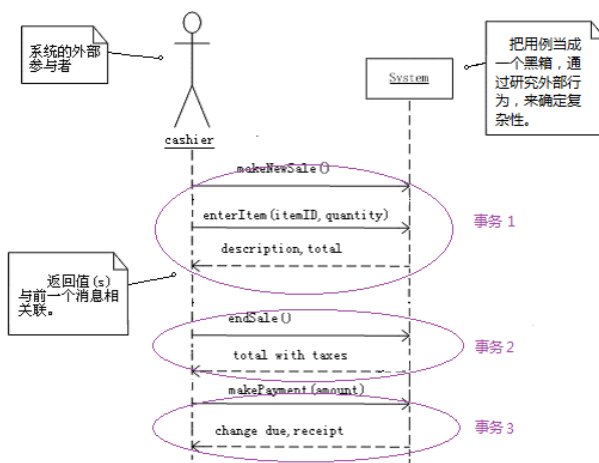 系统的外部
参与者
cashier
System
把用例当成
一个黑箱，通
过研究外部行
为，来确定复
杂性。
makeNewSale()
enterItem(itemID,quantity)
description,total
事务 1
返回值(s)
与前一个消息相
关联。
endSale()
total with taxes
事务 2
makePayment(amount)
change due,receipt
事务 3